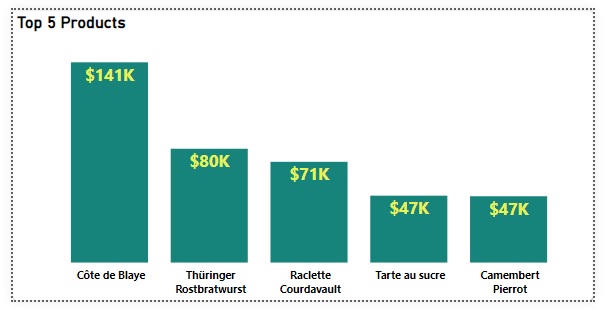 Top 5 Products
$141K
$80K
$71K
$47K
$47K
Côte de Blaye
Thüringer
Rostbratwurst
Raclette
Courdavault
Tarte au sucre
Camembert
Pierrot